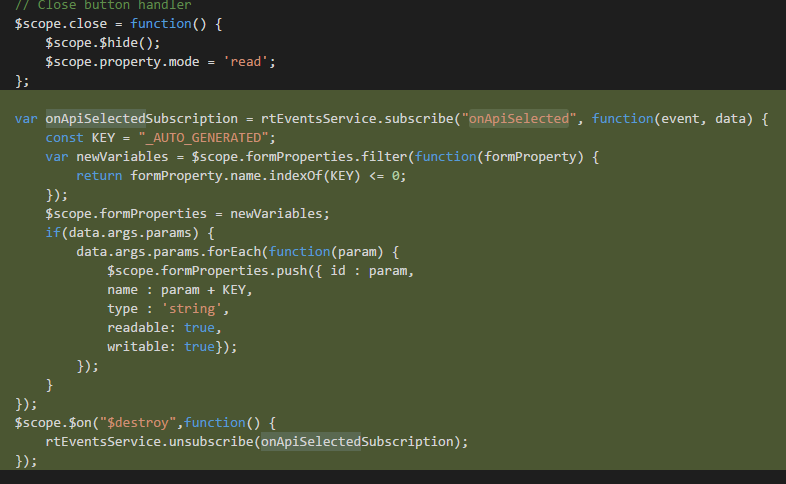 // Close button handler
$scope.close = function() {
    $scope.$hide();
    $scope.property.mode = 'read';
};

var onApiSelectedSubscription = rtEventsService.subscribe("onApiSelected", function(event, data) {
    const KEY = "_AUTO_GENERATED";
    var newVariables = $scope.formProperties.filter(function(formProperty) {
        return formProperty.name.indexOf(KEY) <= 0;
    });
    $scope.formProperties = newVariables;
    if(data.args.params) {
        data.args.params.forEach(function(param) {
            $scope.formProperties.push({ id : param,
            name : param + KEY,
            type : 'string',
            readable: true,
            writable: true});
        });
    }
});
$scope.$on("$destroy",function() {
    rtEventsService.unsubscribe(onApiSelectedSubscription);
});